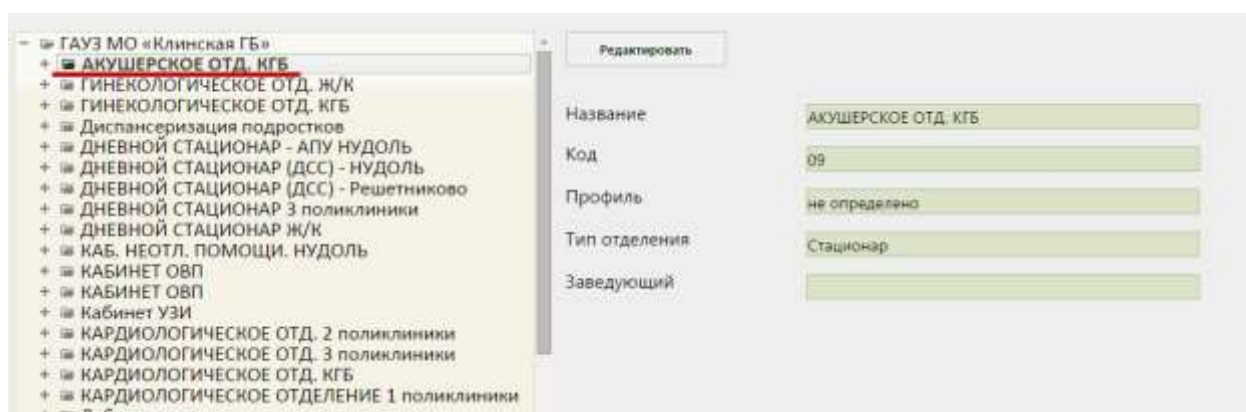 ГАУЗ МО «Клинская ГБ»
АКУШЕРСКОЕ ОТД. КГБ
ГИНЕКОЛОГИЧЕСКОЕ ОТД. Ж/К
ГИНЕКОЛОГИЧЕСКОЕ ОТД. КГБ
Диспансеризация подростков
ДНЕВНОЙ СТАЦИОНАР - АПУ НУДОЛЬ
ДНЕВНОЙ СТАЦИОНАР (ДСС) - НУДОЛЬ
ДНЕВНОЙ СТАЦИОНАР (ДСС) - Решетниково
ДНЕВНОЙ СТАЦИОНАР 3 поликлиники
ДНЕВНОЙ СТАЦИОНАР Ж/К
КАБ. НЕОТЛ. ПОМОЩИ. НУДОЛЬ
КАБИНЕТ ОВП
КАБИНЕТ ОВП
Кабинет УЗИ
КАРДИОЛОГИЧЕСКОЕ ОТД. 2 поликлиники
КАРДИОЛОГИЧЕСКОЕ ОТД. 3 поликлиники
КАРДИОЛОГИЧЕСКОЕ ОТД. КГБ
КАРДИОЛОГИЧЕСКОЕ ОТДЕЛЕНИЕ 1 поликлиники
Редактировать
Название АКУШЕРСКОЕ ОТД. КГБ
Код 09
Профиль не определено
Тип отделения Стационар
Заведующий